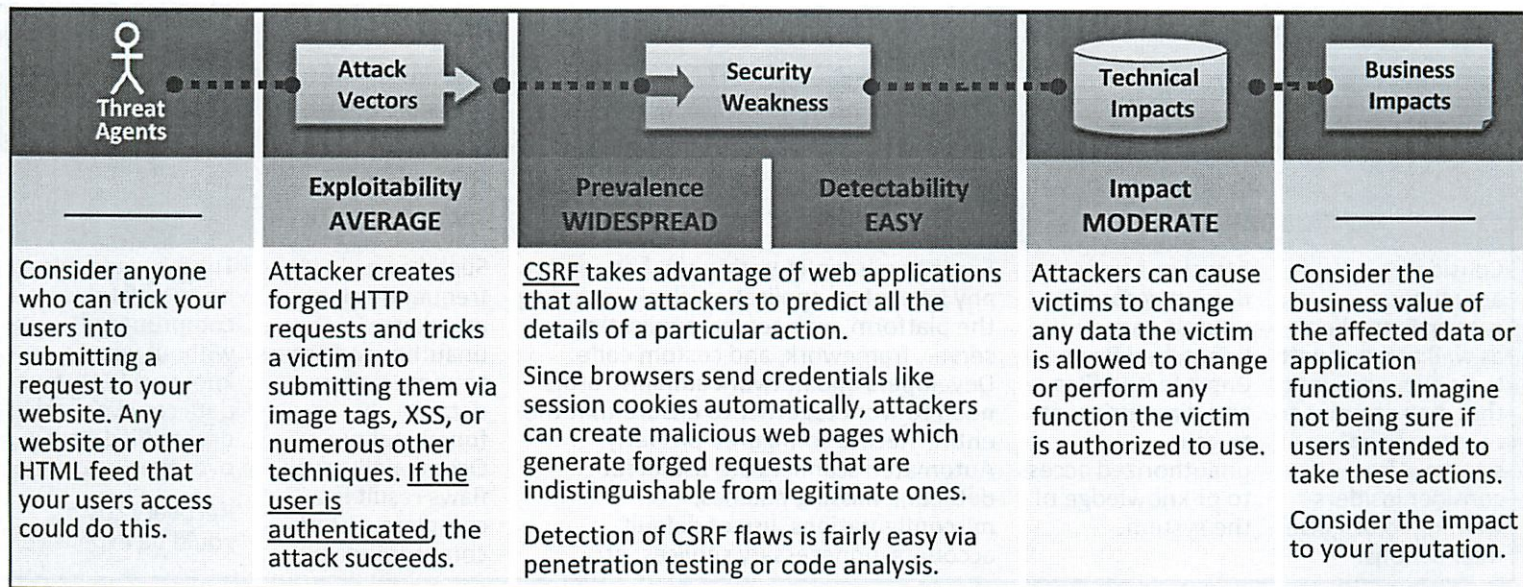 Threat
Agents
Attack
Vectors
Security
Weakness
Technical
Impacts
Business
Impacts
Exploitability
AVERAGE
Prevalence
WIDESPREAD
Detectability
EASY
Impact
MODERATE
Consider anyone
who can trick your
users into
submitting a
request to your
website. Any
website or other
HTML feed that
your users access
could do this.
Attacker creates
forged HTTP
requests and tricks
a victim into
submitting them via
image tags, XSS, or
numerous other
techniques. If the
user is
authenticated, the
attack succeeds.
CSRF takes advantage of web applications
that allow attackers to predict all the
details of a particular action.
Since browsers send credentials like
session cookies automatically, attackers
can create malicious web pages which
generate forged requests that are
indistinguishable from legitimate ones.
Detection of CSRF flaws is fairly easy via
penetration testing or code analysis.
Attackers can cause
victims to change
any data the victim
is allowed to change
or perform any
function the victim
is authorized to use.
Consider the
business value of
the affected data or
application
functions. Imagine
not being sure if
users intended to
take these actions.
Consider the impact
to your reputation.